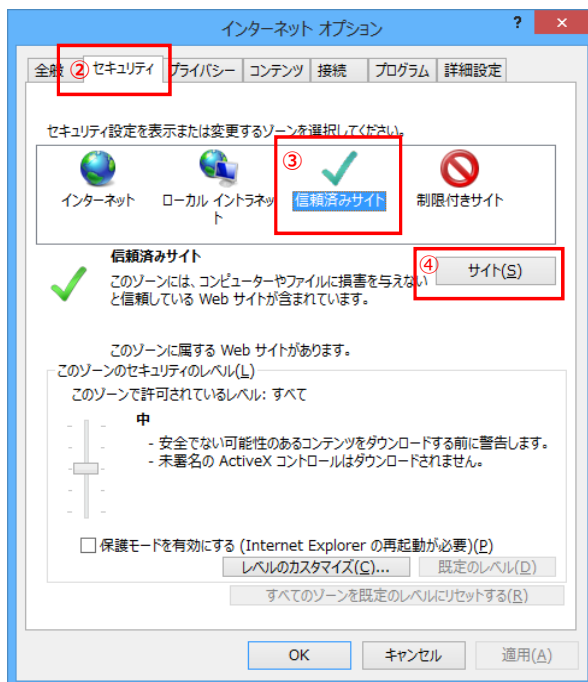 インターネット オプション
? ×
全般 ② セキュリティ プライバシー コンテンツ 接続 プログラム 詳細設定
セキュリティ設定を表示または変更するゾーンを選択してください。
③
インターネット ローカル イントラネッ 信頼済みサイト 制限付きサイト
ト
信頼済みサイト
④ サイト(S)
このゾーンには、コンピューターやファイルに損害を与えない
と信頼している Web サイトが含まれています。
このゾーンに属する Web サイトがあります。
このゾーンのセキュリティのレベル(L)
このゾーンで許可されているレベル: すべて
中
- 安全でない可能性のあるコンテンツをダウンロードする前に警告します。
- 未署名の ActiveX コントロールはダウンロードされません。
保護モードを有効にする (Internet Explorer の再起動が必要)(P)
レベルのカスタマイズ(C)... 既定のレベル(D)
すべてのゾーンを既定のレベルにリセットする(R)
OK キャンセル 適用(A)